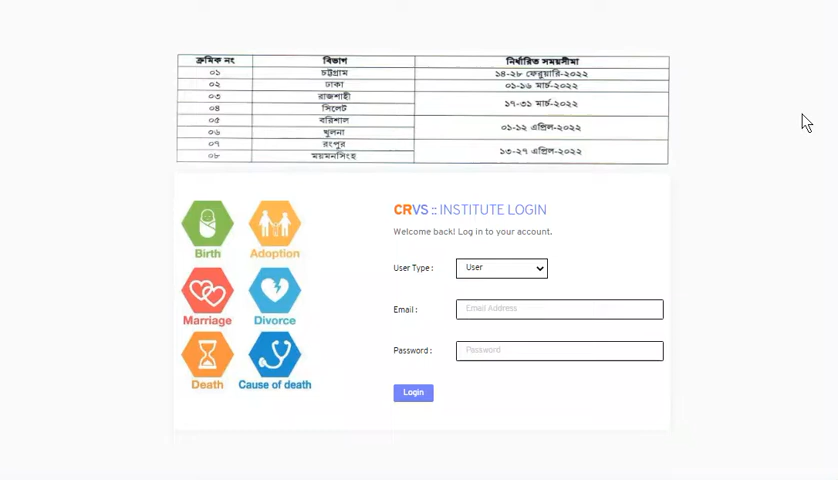 ক্রমিক নং বিভাগ নির্ধারিত সময়সীমা
০১ চট্টগ্রাম ১৪-২৮ ফেব্রুয়ারি-২০২২
০২ ঢাকা ০১-১৬ মার্চ-২০২২
০৩ রাজশাহী ১৭-৩১ মার্চ-২০২২
০৪ সিলেট
০৫ বরিশাল ০১-১২ এপ্রিল-২০২২
০৬ খুলনা
০৭ রংপুর ১৩-২৭ এপ্রিল-২০২২
০৮ ময়মনসিংহ
Birth Adoption
Marriage Divorce
Death Cause of death
CRVS :: INSTITUTE LOGIN
Welcome back! Log in to your account.
User Type : User
Email : Email Address
Password : Password
Login